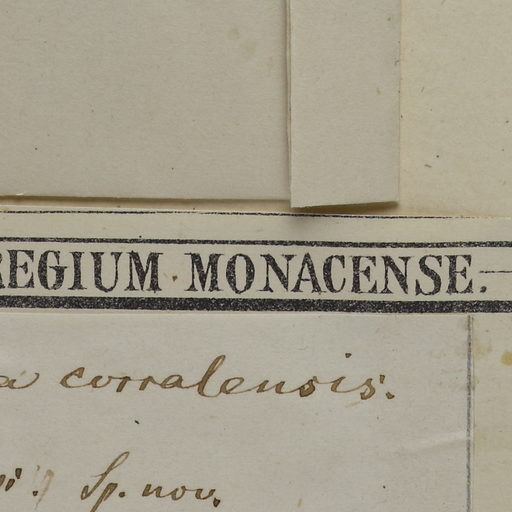 REGIUM MONACENSE.
a corralensis.
Sp. nov.